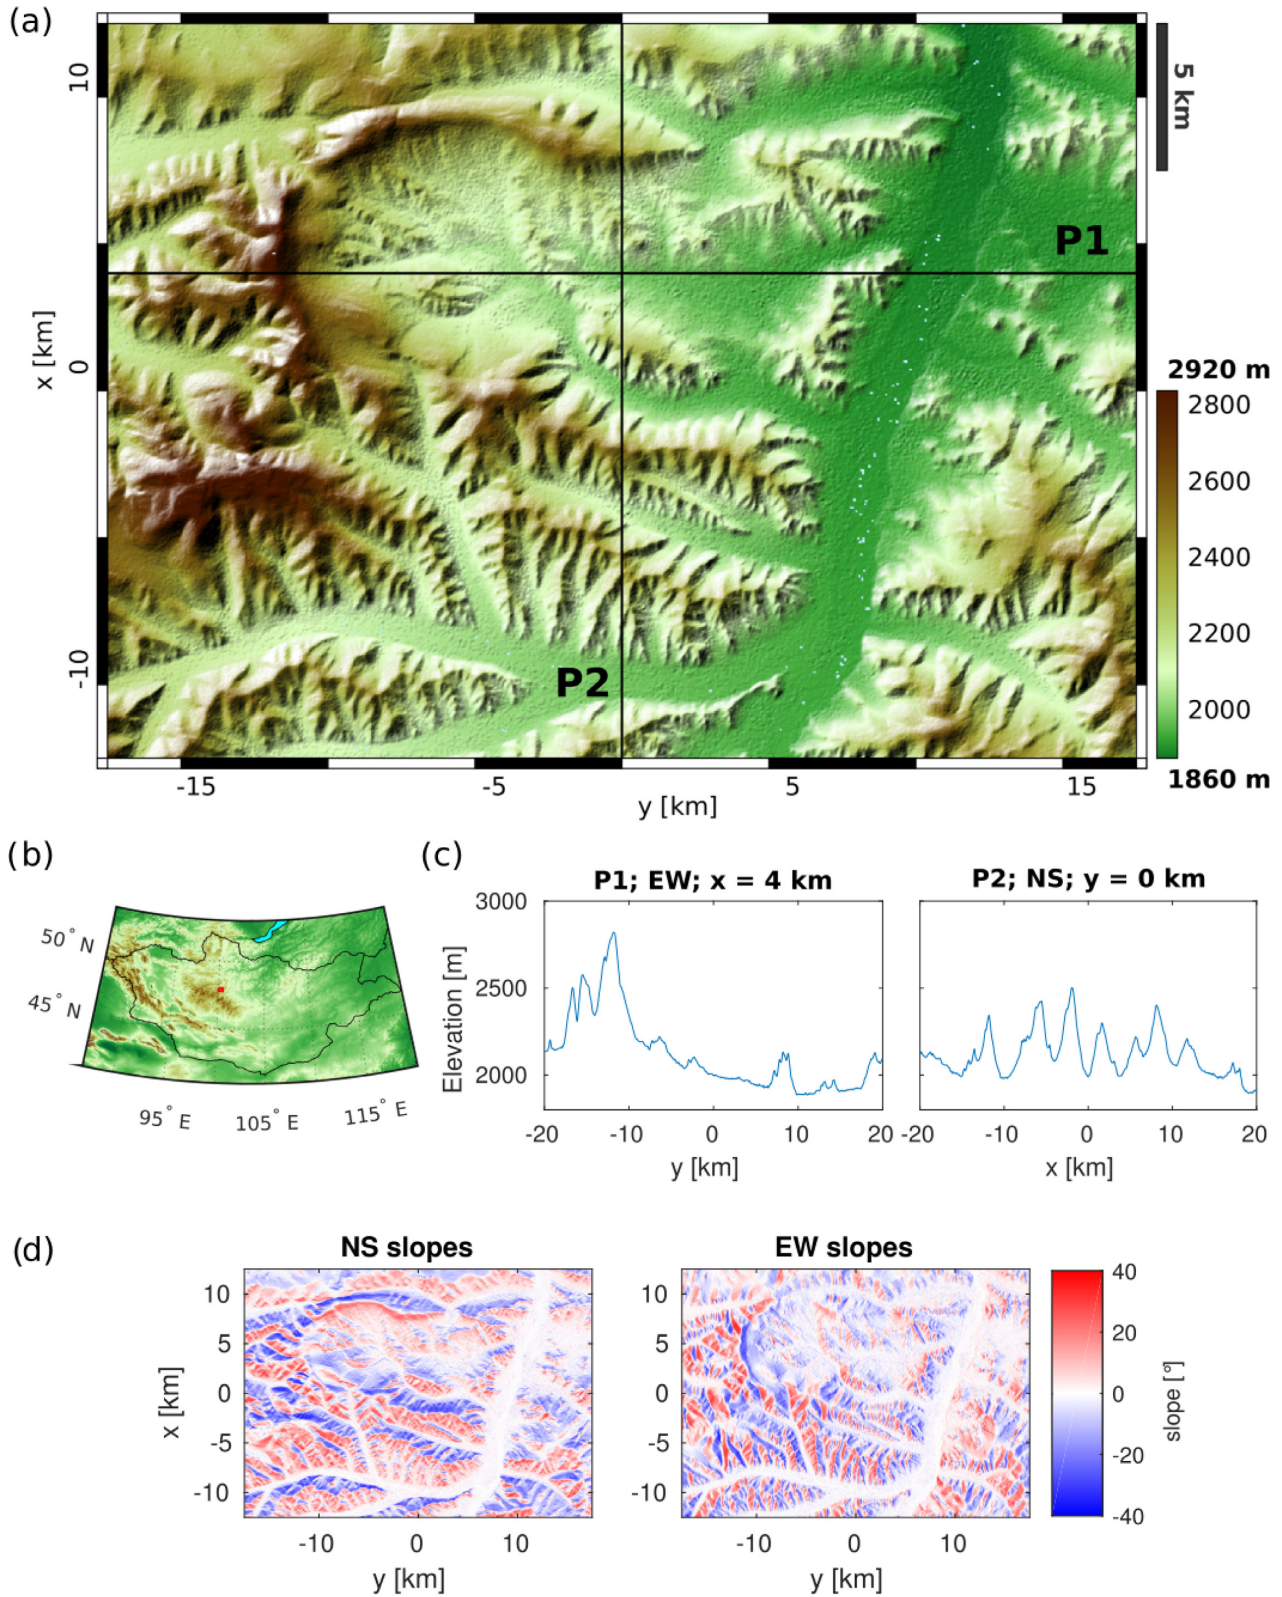 (a)
10
0
-10
x [km]
5 km
P1
P2
2920 m
2800
2600
2400
2200
2000
1860 m
-15
-5
5
15
y [km]
(b)
50° N
45° N
95° E
105° E
115° E
(c)
P1; EW; x = 4 km
P2; NS; y = 0 km
3000
2500
2000
Elevation [m]
-20
-10
0
10
20
-20
-10
0
10
20
y [km]
x [km]
(d)
NS slopes
EW slopes
10
5
0
-5
-10
x [km]
10
5
0
-5
-10
40
20
0
-20
-40
slope [°]
-10
0
10
-10
0
10
y [km]
y [km]